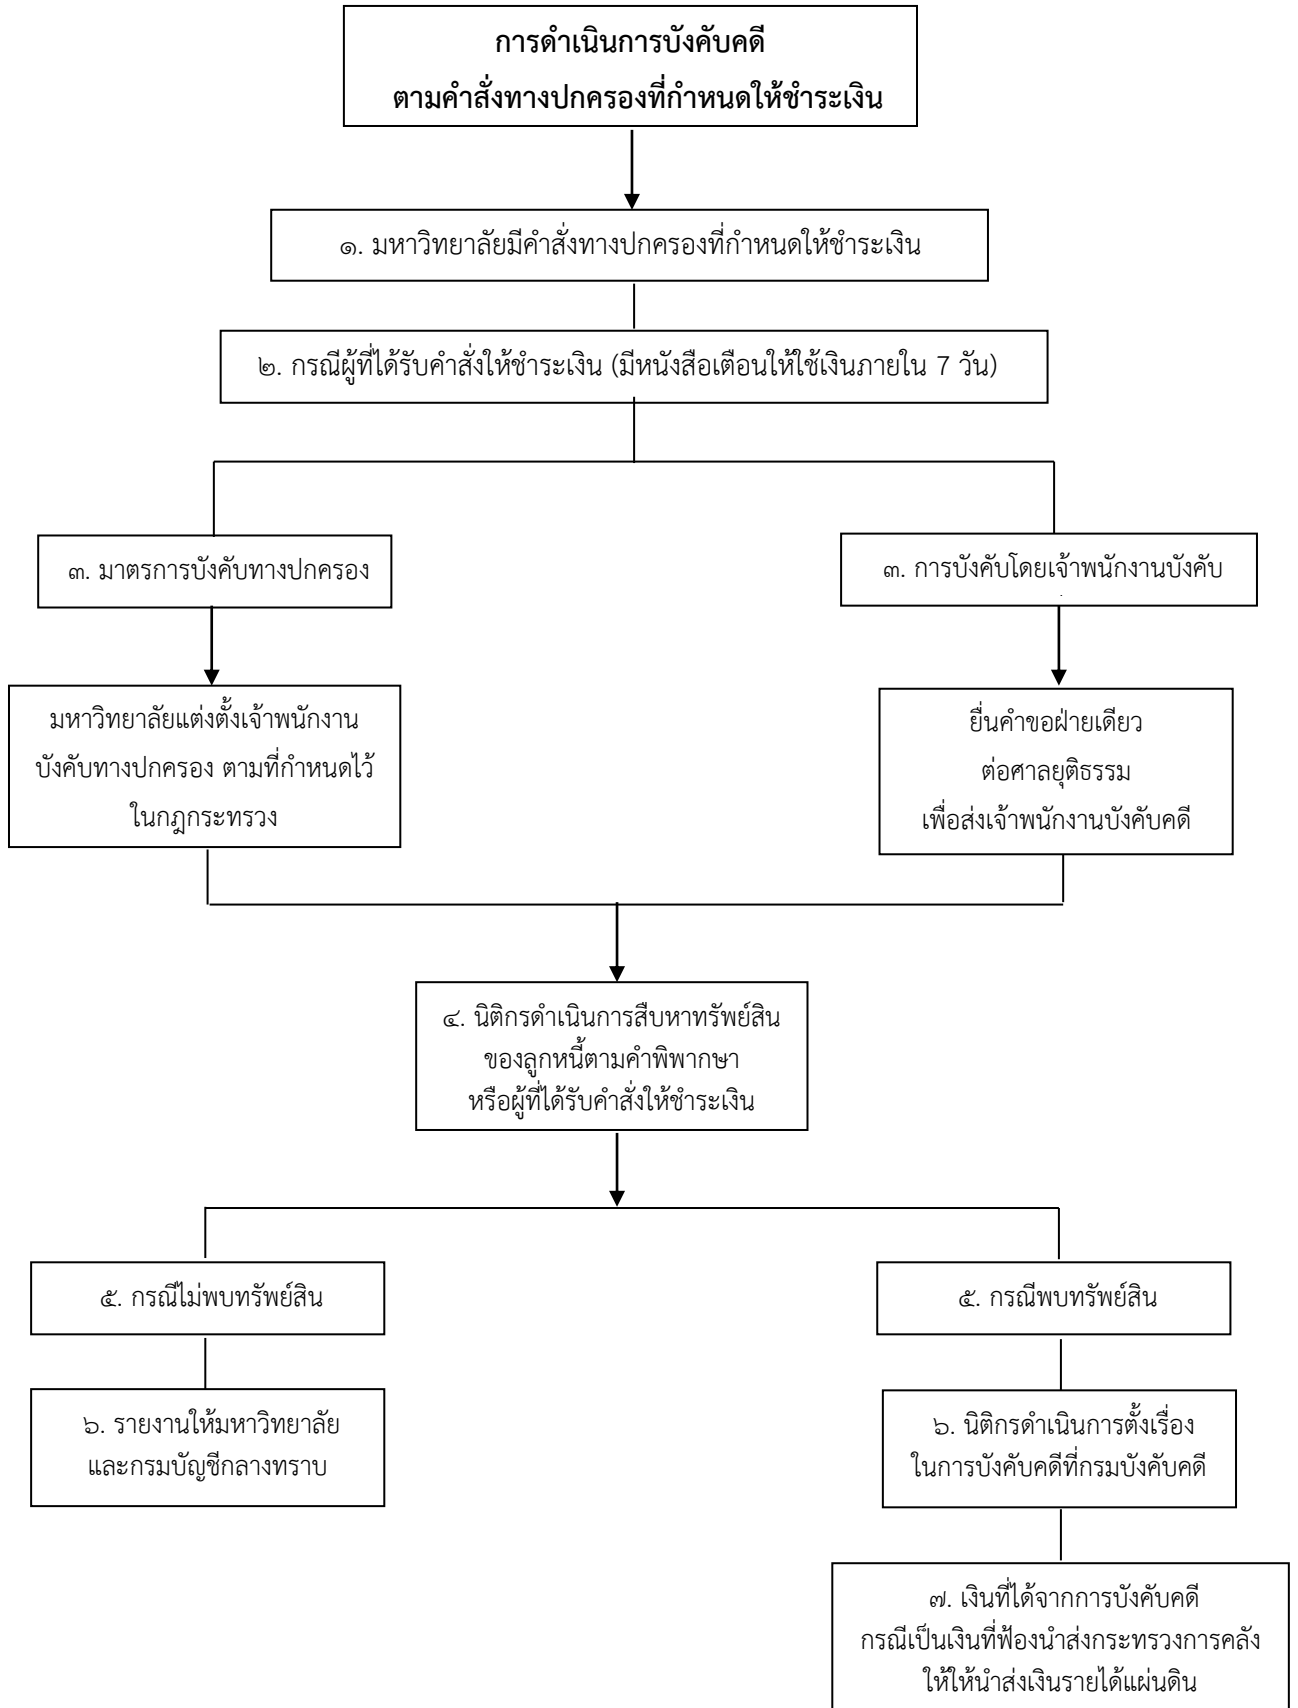 การดำเนินการบังคับคดี
ตามคำสั่งทางปกครองที่กำหนดให้ชำระเงิน
๑. มหาวิทยาลัยมีคำสั่งทางปกครองที่กำหนดให้ชำระเงิน
๒. กรณีผู้ที่ได้รับคำสั่งให้ชำระเงิน (มีหนังสือเตือนให้ใช้เงินภายใน 7 วัน)
๓. มาตรการบังคับทางปกครอง
๓. การบังคับโดยเจ้าพนักงานบังคับ
มหาวิทยาลัยแต่งตั้งเจ้าพนักงาน
บังคับทางปกครอง ตามที่กำหนดไว้
ในกฎกระทรวง
ยื่นคำขอฝ่ายเดียว
ต่อศาลยุติธรรม
เพื่อส่งเจ้าพนักงานบังคับคดี
๔. นิติกรดำเนินการสืบหาทรัพย์สิน
ของลูกหนี้ตามคำพิพากษา
หรือผู้ที่ได้รับคำสั่งให้ชำระเงิน
๕. กรณีไม่พบทรัพย์สิน
๕. กรณีพบทรัพย์สิน
๖. รายงานให้มหาวิทยาลัย
และกรมบัญชีกลางทราบ
๖. นิติกรดำเนินการตั้งเรื่อง
ในการบังคับคดีที่กรมบังคับคดี
๗. เงินที่ได้จากการบังคับคดี
กรณีเป็นเงินที่ฟ้องนำส่งกระทรวงการคลัง
ให้ให้นำส่งเงินรายได้แผ่นดิน